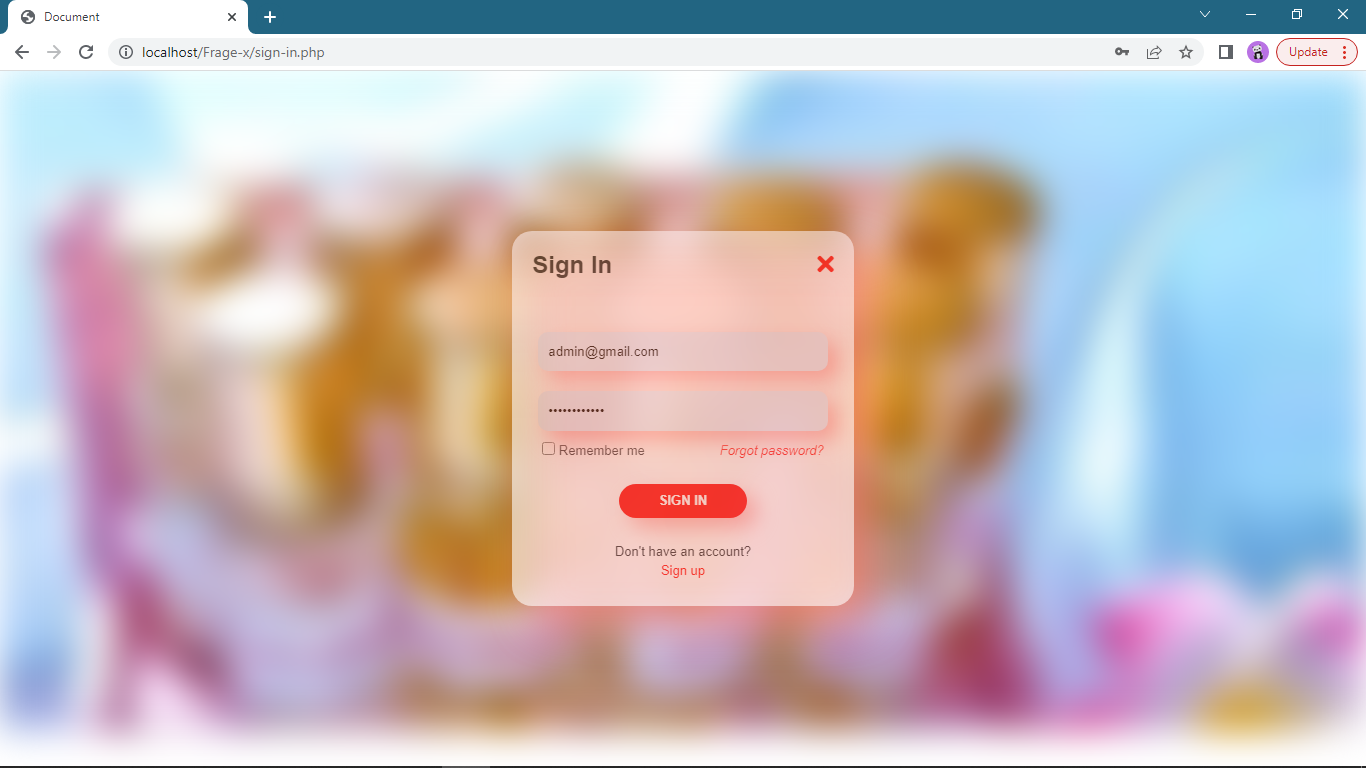 Document
localhost/Frage-x/sign-in.php
Update
Sign In
admin@gmail.com
••••••••••••
Remember me
Forgot password?
SIGN IN
Don't have an account?
Sign up